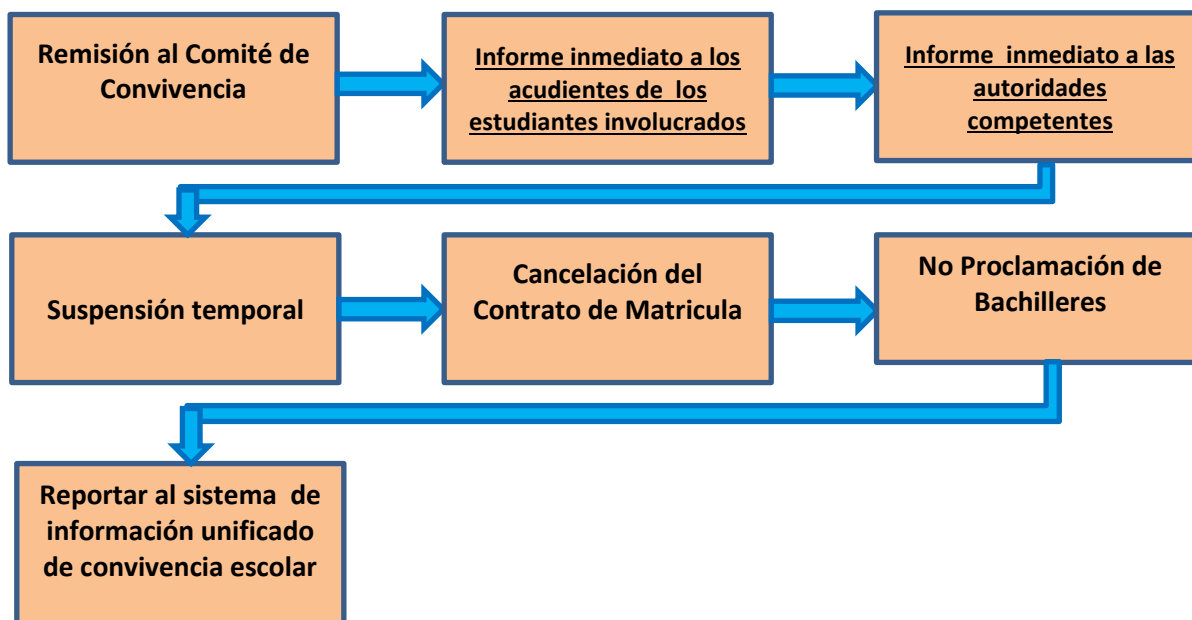 Remisión al Comité de
Convivencia
Informe inmediato a los
acudientes de los
estudiantes involucrados
Informe inmediato a las
autoridades
competentes
Suspensión temporal
Cancelación del
Contrato de Matricula
No Proclamación de
Bachilleres
Reportar al sistema de
información unificado
de convivencia escolar